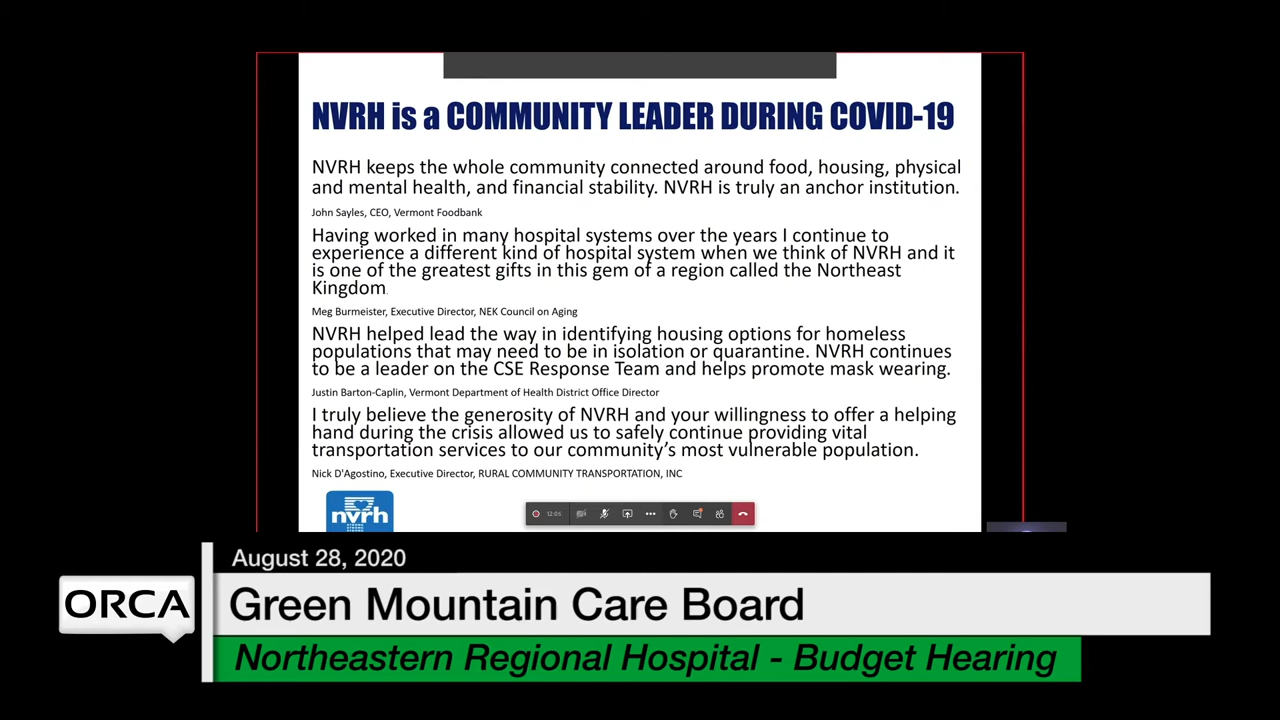 NVRH is a COMMUNITY LEADER DURING COVID-19
NVRH keeps the whole community connected around food, housing, physical
and mental health, and financial stability. NVRH is truly an anchor institution.
John Sayles, CEO, Vermont Foodbank
Having worked in many hospital systems over the years I continue to
experience a different kind of hospital system when we think of NVRH and it
is one of the greatest gifts in this gem of a region called the Northeast
Kingdom.
Meg Burmeister, Executive Director, NEK Council on Aging
NVRH helped lead the way in identifying housing options for homeless
populations that may need to be in isolation or quarantine. NVRH continues
to be a leader on the CSE Response Team and helps promote mask wearing.
Justin Barton-Caplin, Vermont Department of Health District Office Director
I truly believe the generosity of NVRH and your willingness to offer a helping
hand during the crisis allowed us to safely continue providing vital
transportation services to our community’s most vulnerable population.
Nick D'Agostino, Executive Director, RURAL COMMUNITY TRANSPORTATION, INC
nvrh
12:06
August 28, 2020
ORCA
Green Mountain Care Board
Northeastern Regional Hospital - Budget Hearing